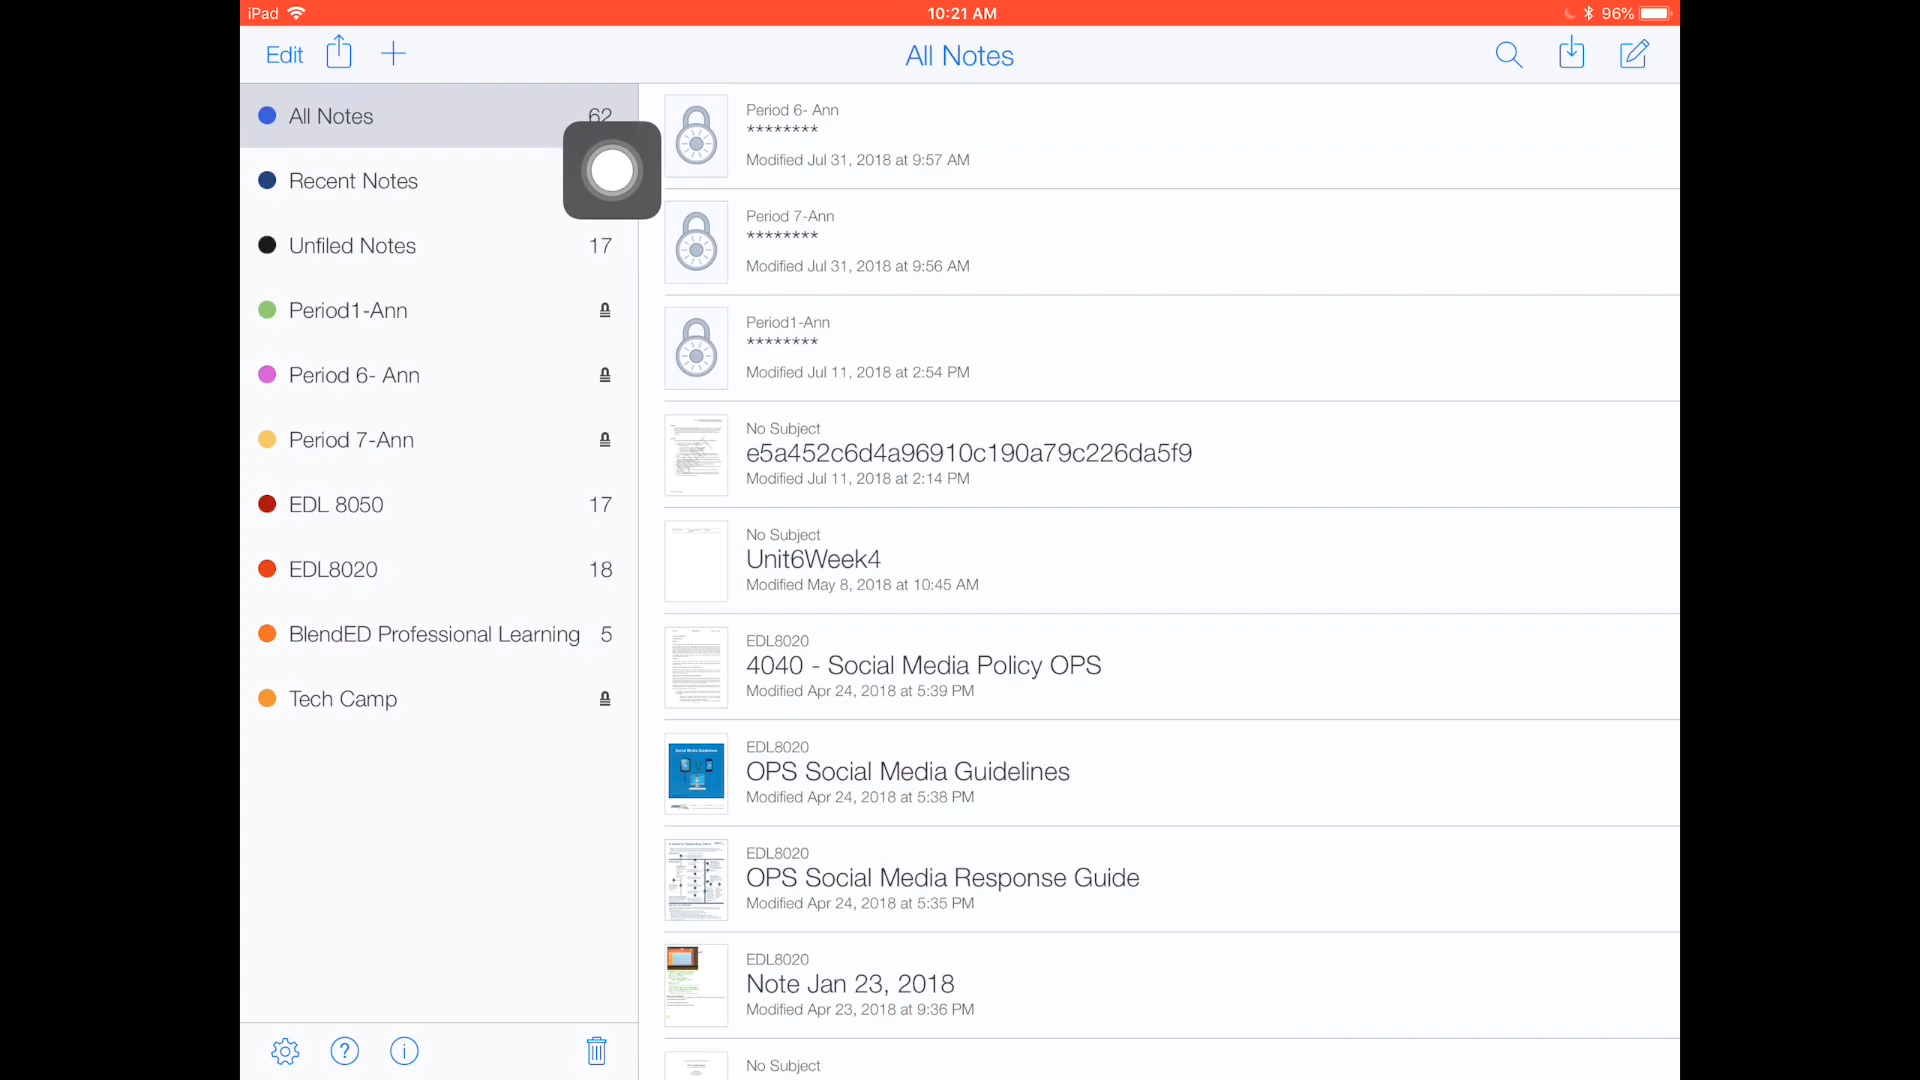 iPad 10:21 AM 96%
Edit All Notes
All Notes 62
Recent Notes
Unfiled Notes 17
Period1-Ann
Period 6- Ann
Period 7-Ann
EDL 8050 17
EDL8020 18
BlendED Professional Learning 5
Tech Camp
Period 6- Ann
********
Modified Jul 31, 2018 at 9:57 AM
Period 7-Ann
********
Modified Jul 31, 2018 at 9:56 AM
Period1-Ann
********
Modified Jul 11, 2018 at 2:54 PM
No Subject
e5a452c6d4a96910c190a79c226da5f9
Modified Jul 11, 2018 at 2:14 PM
No Subject
Unit6Week4
Modified May 8, 2018 at 10:45 AM
EDL8020
4040 - Social Media Policy OPS
Modified Apr 24, 2018 at 5:39 PM
Social Media Guidelines
EDL8020
OPS Social Media Guidelines
Modified Apr 24, 2018 at 5:38 PM
EDL8020
OPS Social Media Response Guide
Modified Apr 24, 2018 at 5:35 PM
EDL8020
Note Jan 23, 2018
Modified Apr 23, 2018 at 9:36 PM
No Subject